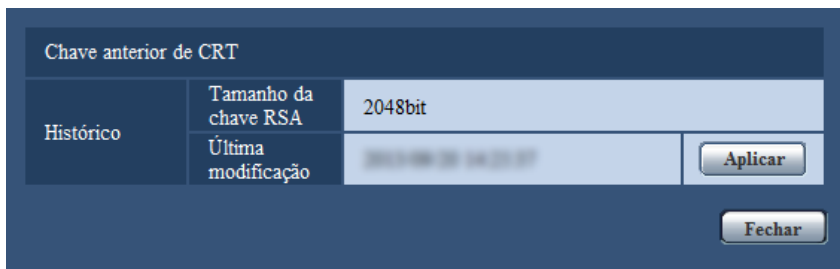 Chave anterior de CRT
Histórico
Tamanho da
chave RSA
2048bit
Última
modificação
Aplicar
Fechar